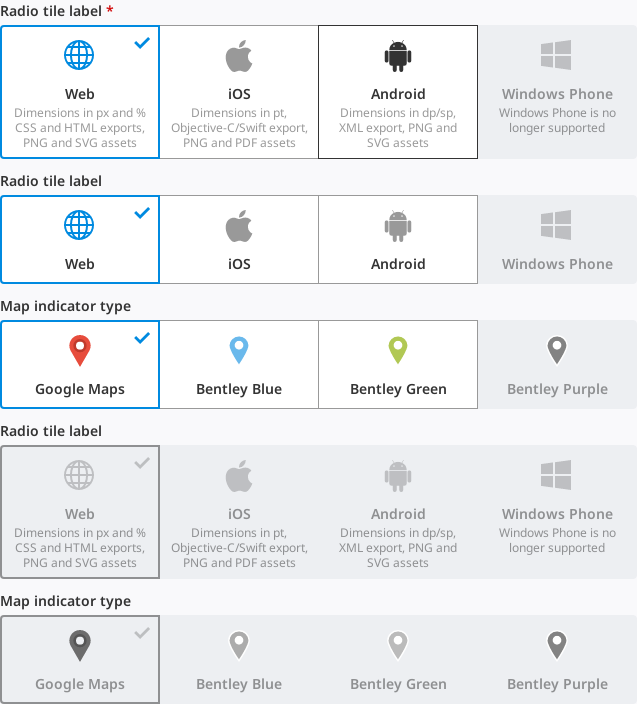 Radio tile label *
Web
iOS
Android
Windows Phone
Dimensions in px and %
CSS and HTML exports,
PNG and SVG assets
Dimensions in pt,
Objective-C/Swift export,
PNG and PDF assets
Dimensions in dp/sp,
XML export, PNG and
SVG assets
Windows Phone is no
longer supported
Radio tile label
Web
iOS
Android
Windows Phone
Map indicator type
Google Maps
Bentley Blue
Bentley Green
Bentley Purple
Radio tile label
Web
iOS
Android
Windows Phone
Dimensions in px and %
CSS and HTML exports,
PNG and SVG assets
Dimensions in pt,
Objective-C/Swift export,
PNG and PDF assets
Dimensions in dp/sp,
XML export, PNG and
SVG assets
Windows Phone is no
longer supported
Map indicator type
Google Maps
Bentley Blue
Bentley Green
Bentley Purple